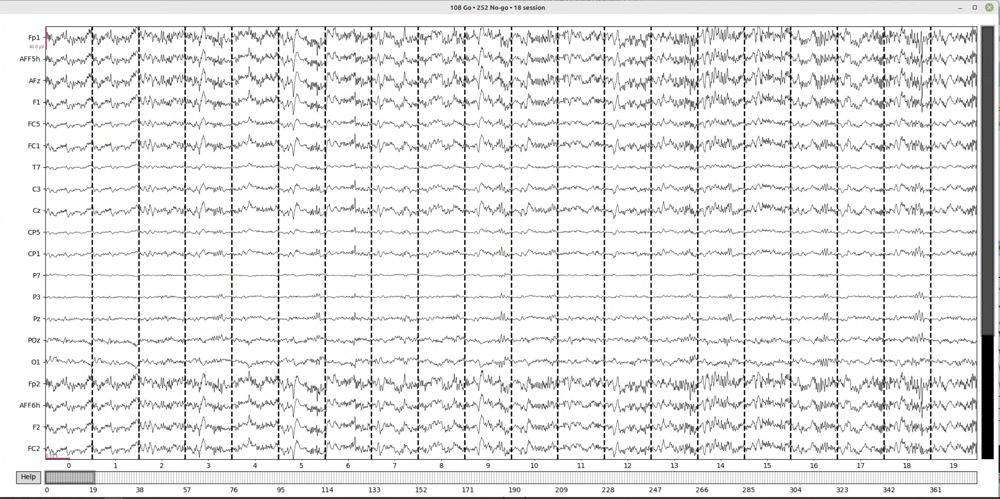 108 Go • 252 No-go • 18 session
Fp1
40.0 µV
AFF5h
AFz
F1
FC5
FC1
T7
C3
Cz
CP5
CP1
P7
P3
Pz
POz
O1
Fp2
AFF6h
F2
FC2
0.55 s
0 1 2 3 4 5 6 7 8 9 10 11 12 13 14 15 16 17 18 19
Help
0 19 38 57 76 95 114 133 152 171 190 209 228 247 266 285 304 323 342 361